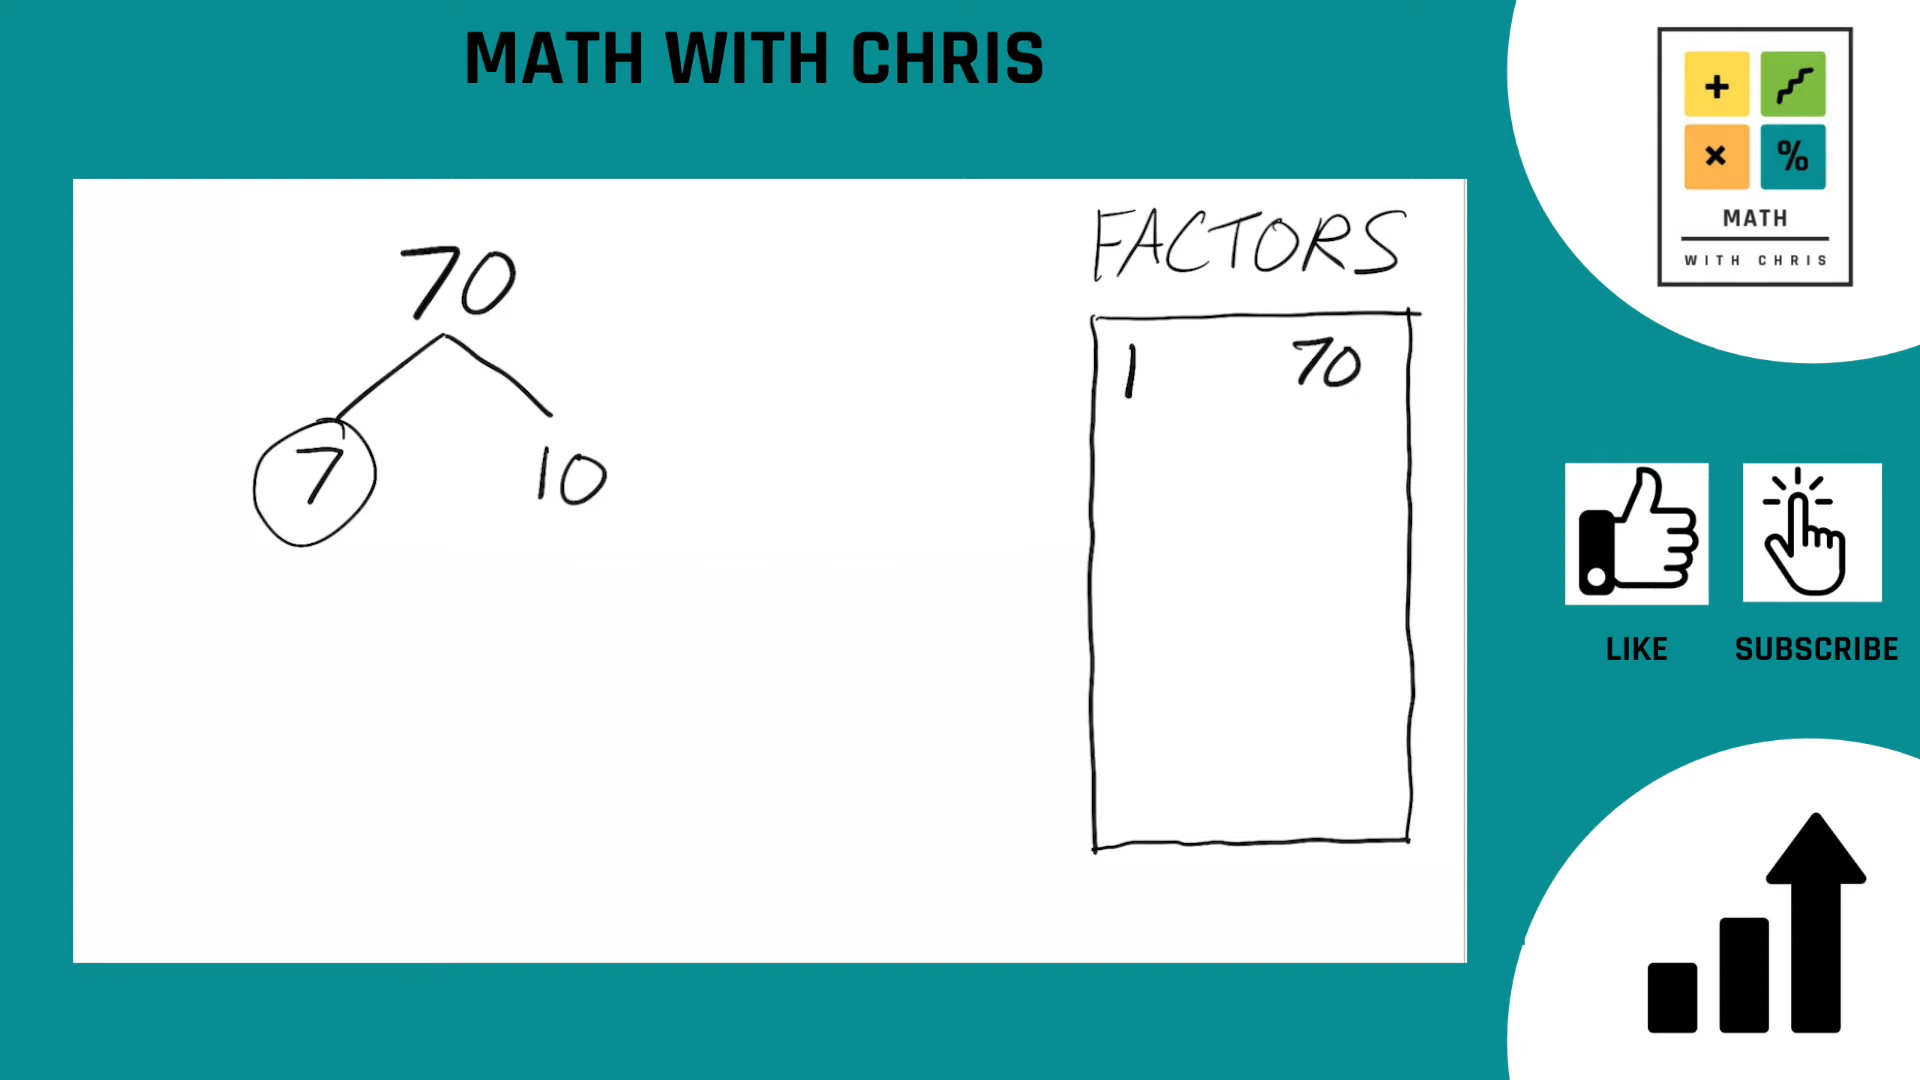 MATH WITH CHRIS
+
× %
MATH
WITH CHRIS
FACTORS
70
1 70
7 10
LIKE SUBSCRIBE